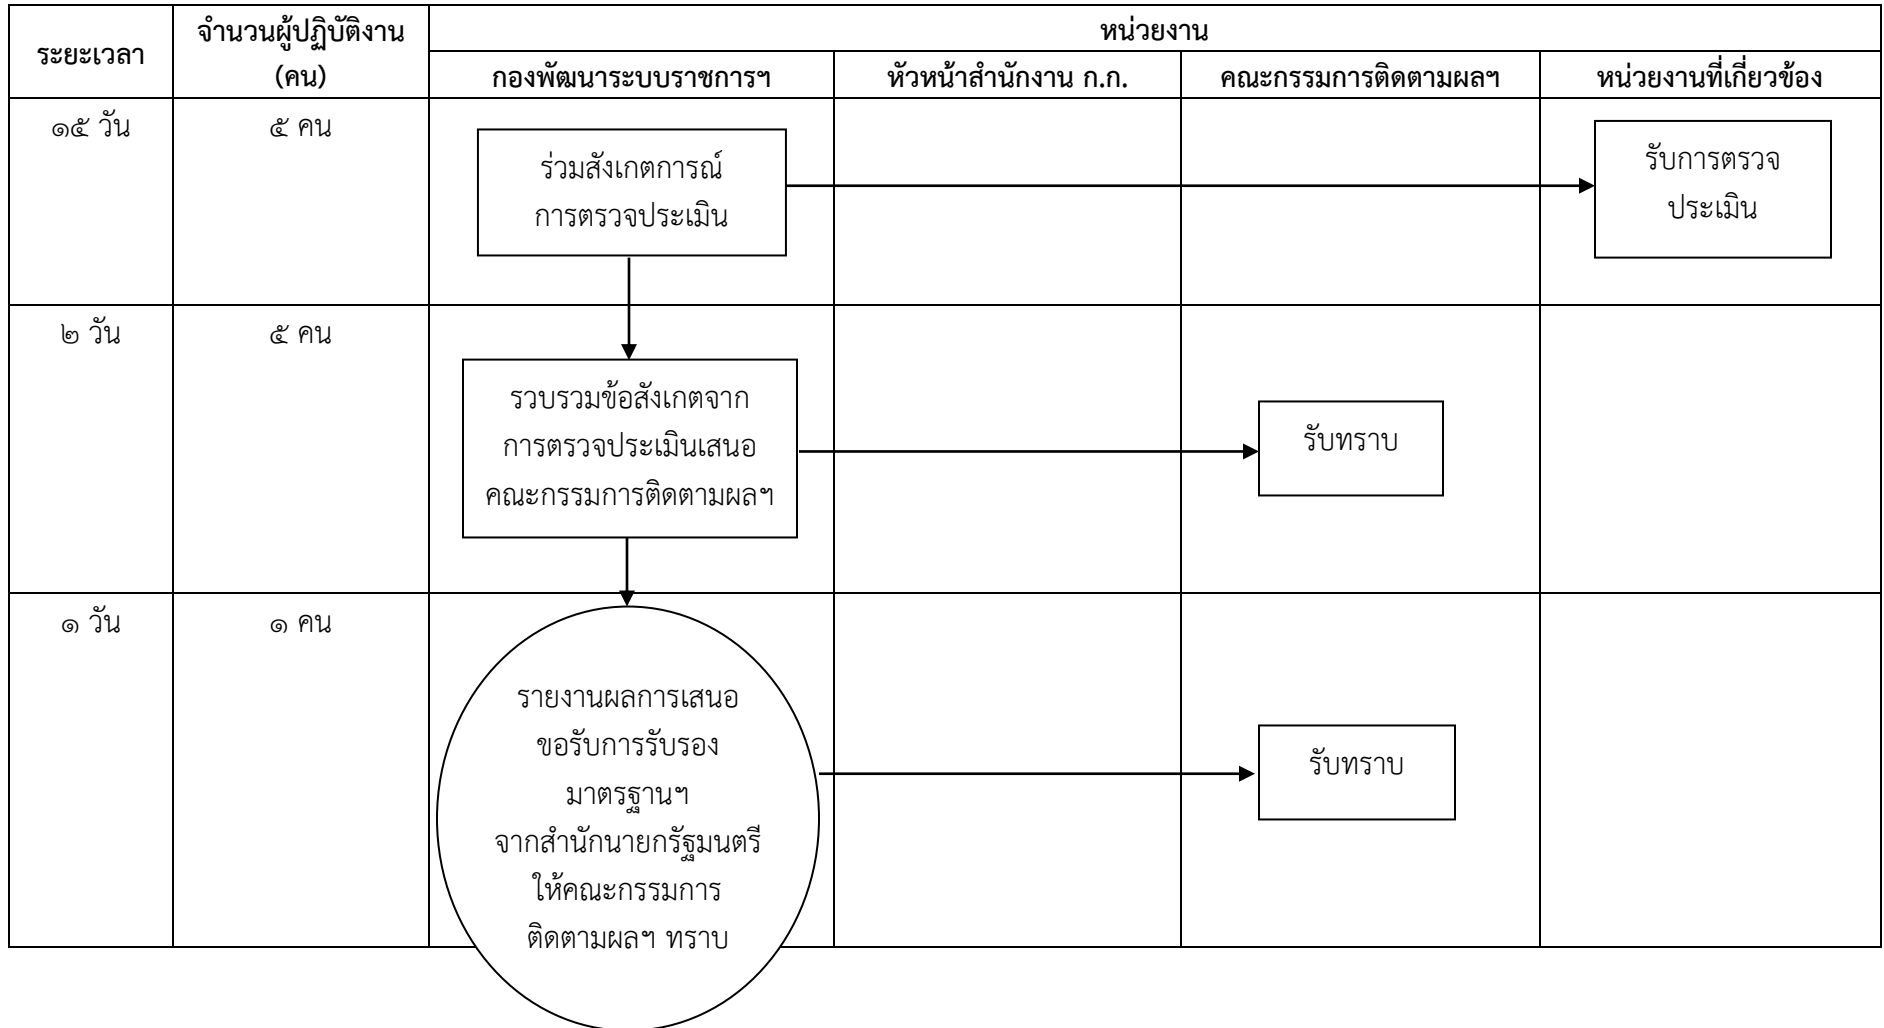 ระยะเวลา
จำนวนผู้ปฏิบัติงาน
(คน)
หน่วยงาน
กองพัฒนาระบบราชการฯ
หัวหน้าสำนักงาน ก.ก.
คณะกรรมการติดตามผลฯ
หน่วยงานที่เกี่ยวข้อง
๑๕ วัน
๕ คน
ร่วมสังเกตการณ์
การตรวจประเมิน
รับการตรวจ
ประเมิน
๒ วัน
๕ คน
รวบรวมข้อสังเกตจาก
การตรวจประเมินเสนอ
คณะกรรมการติดตามผลฯ
รับทราบ
๑ วัน
๑ คน
รายงานผลการเสนอ
ขอรับการรับรอง
มาตรฐานฯ
จากสำนักนายกรัฐมนตรี
ให้คณะกรรมการ
ติดตามผลฯ ทราบ
รับทราบ